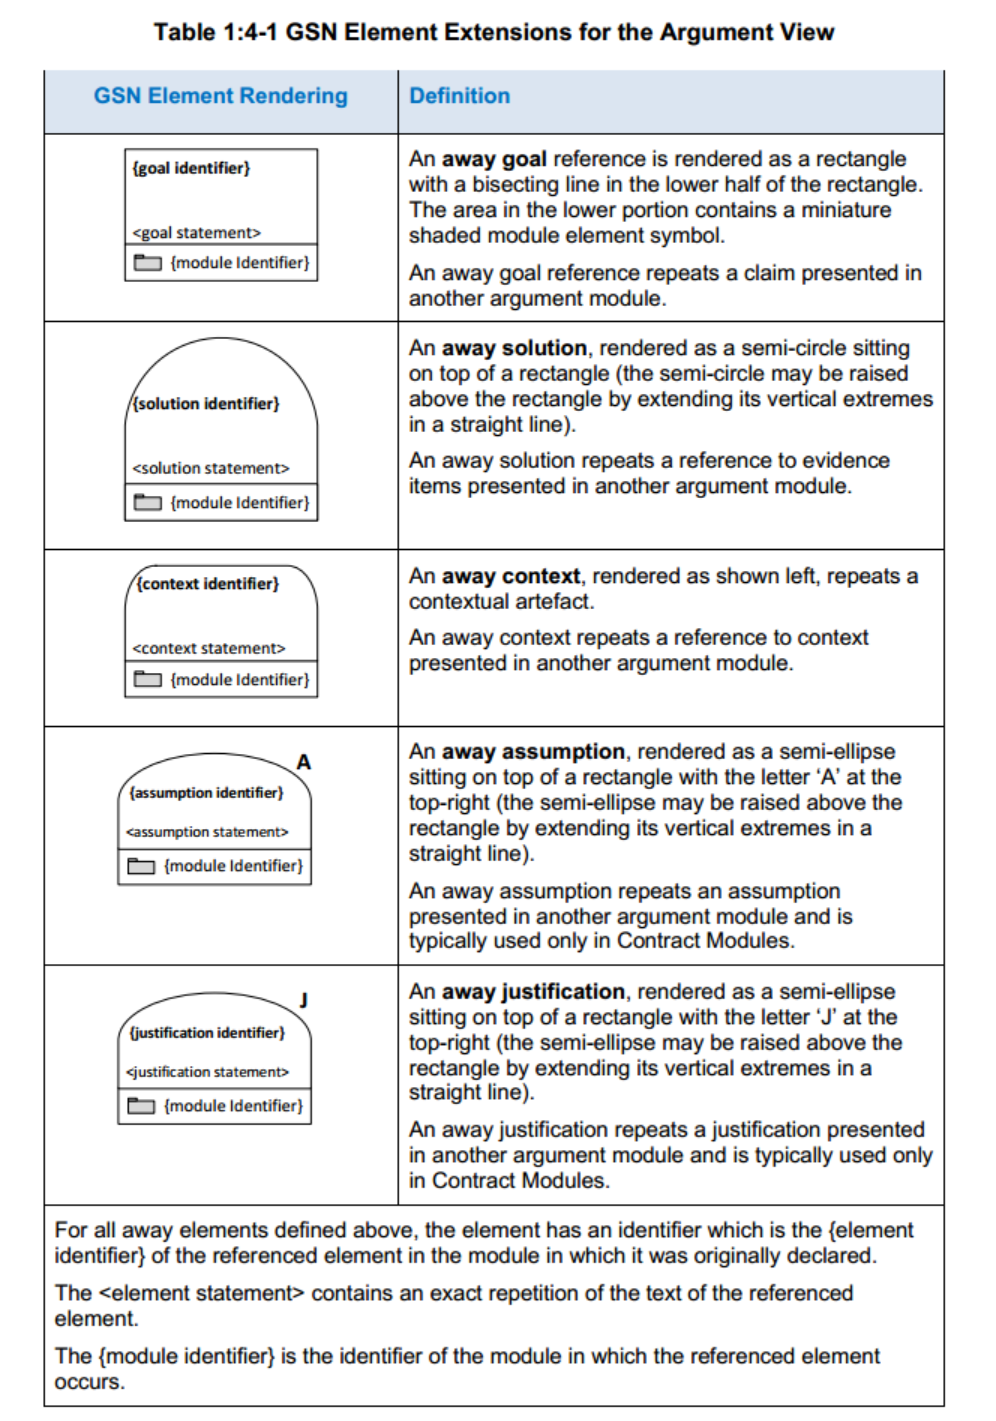 Table 1:4-1 GSN Element Extensions for the Argument View
GSN Element Rendering
Definition
{goal identifier}
<goal statement>
{module Identifier}
An away goal reference is rendered as a rectangle
with a bisecting line in the lower half of the rectangle.
The area in the lower portion contains a miniature
shaded module element symbol.
An away goal reference repeats a claim presented in
another argument module.
{solution identifier}
<solution statement>
{module Identifier}
An away solution, rendered as a semi-circle sitting
on top of a rectangle (the semi-circle may be raised
above the rectangle by extending its vertical extremes
in a straight line).
An away solution repeats a reference to evidence
items presented in another argument module.
{context identifier}
<context statement>
{module Identifier}
An away context, rendered as shown left, repeats a
contextual artefact.
An away context repeats a reference to context
presented in another argument module.
A
{assumption identifier}
<assumption statement>
{module Identifier}
An away assumption, rendered as a semi-ellipse
sitting on top of a rectangle with the letter ‘A’ at the
top-right (the semi-ellipse may be raised above the
rectangle by extending its vertical extremes in a
straight line).
An away assumption repeats an assumption
presented in another argument module and is
typically used only in Contract Modules.
J
{justification identifier}
<justification statement>
{module Identifier}
An away justification, rendered as a semi-ellipse
sitting on top of a rectangle with the letter ‘J’ at the
top-right (the semi-ellipse may be raised above the
rectangle by extending its vertical extremes in a
straight line).
An away justification repeats a justification presented
in another argument module and is typically used only
in Contract Modules.
For all away elements defined above, the element has an identifier which is the {element
identifier} of the referenced element in the module in which it was originally declared.
The <element statement> contains an exact repetition of the text of the referenced
element.
The {module identifier} is the identifier of the module in which the referenced element
occurs.